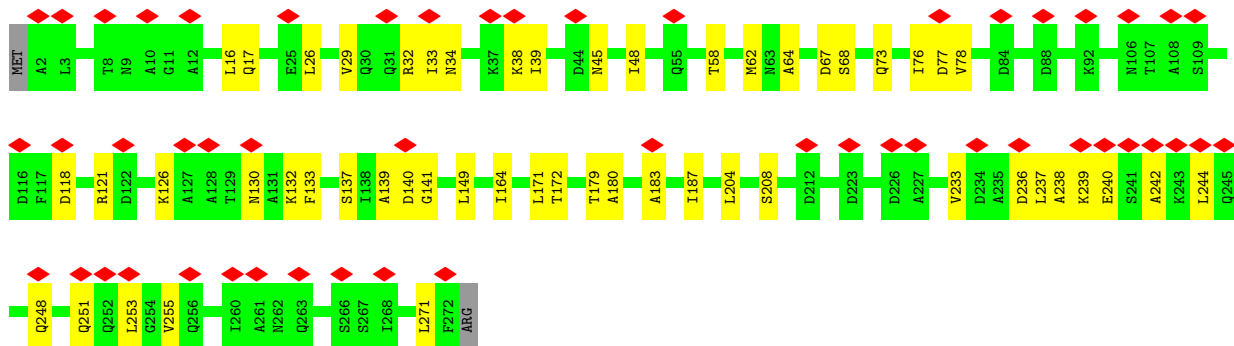 MET A2 L3 T8 N9 A10 G11 A12 L16 Q17 E25 L26 V29 Q30 Q31 R32 I33 N34 K37 K38 I39 D44 N45 I48 Q55 T58 M62 N63 A64 D67 S68 Q73 I76 D77 V78 D84 D88 K92 N106 T107 A108 S109
D116 F117 D118 R121 D122 K126 A127 A128 T129 N130 A131 K132 F133 S137 I138 A139 D140 G141 L149 I164 L171 T172 T179 A180 A183 I187 L204 S208 D212 D223 D226 A227 V233 D234 A235 D236 L237 A238 K239 E240 S241 A242 K243 L244 Q245
Q248 Q251 Q252 L253 G254 V255 Q256 I260 A261 N262 Q263 S266 S267 I268 L271 F272 ARG